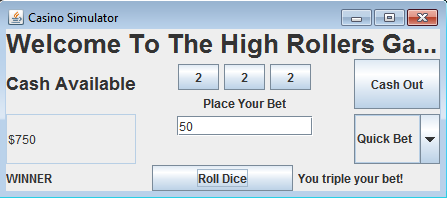 Casino Simulator
Welcome To The High Rollers Ga...
Cash Available
2 2 2
Cash Out
Place Your Bet
50
$750
Quick Bet
WINNER
Roll Dice
You triple your bet!